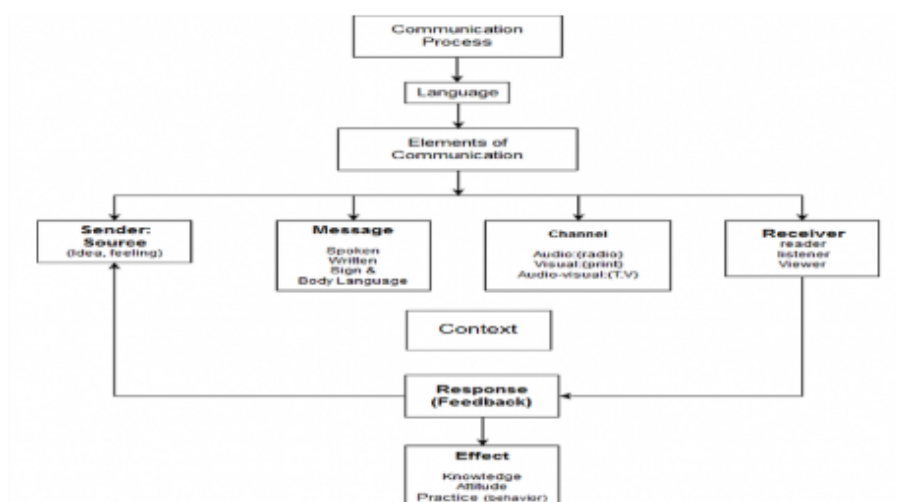 Communication
Process
Language
Elements of
Communication
Sender:
Source
(Idea, feeling)
Message
Spoken
Written
Sign &
Body Language
Channel
Audio:(radio)
Visual:(print)
Audio-visual:(T.V)
Receiver
reader
listener
Viewer
Context
Response
(Feedback)
Effect
Knowledge
Attitude
Practice (behavior)